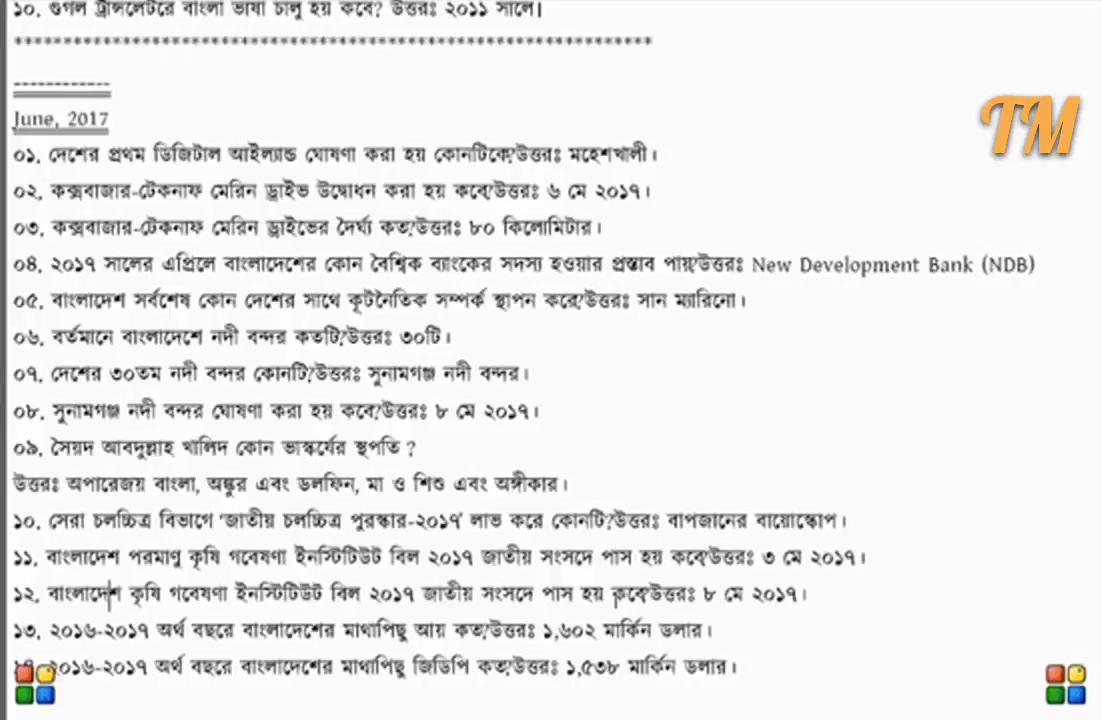 ১০. গুগল ট্রান্সলেটরে বাংলা ভাষা চালু হয় কবে? উত্তরঃ ২০১১ সালে।
****************************************************************
------------
June, 2017
TM
০১. দেশের প্রথম ডিজিটাল আইল্যান্ড ঘোষণা করা হয় কোনটিকে?উত্তরঃ মহেশখালী।
০২. কক্সবাজার-টেকনাফ মেরিন ড্রাইভ উদ্বোধন করা হয় কবে?উত্তরঃ ৬ মে ২০১৭।
০৩. কক্সবাজার-টেকনাফ মেরিন ড্রাইভের দৈর্ঘ্য কত?উত্তরঃ ৮০ কিলোমিটার।
০৪. ২০১৭ সালের এপ্রিলে বাংলাদেশের কোন বৈশ্বিক ব্যাংকের সদস্য হওয়ার প্রস্তাব পায়?উত্তরঃ New Development Bank (NDB)
০৫. বাংলাদেশ সর্বশেষ কোন দেশের সাথে কূটনৈতিক সম্পর্ক স্থাপন করে?উত্তরঃ সান ম্যারিনো।
০৬. বর্তমানে বাংলাদেশে নদী বন্দর কতটি?উত্তরঃ ৩০টি।
০৭. দেশের ৩০তম নদী বন্দর কোনটি?উত্তরঃ সুনামগঞ্জ নদী বন্দর।
০৮. সুনামগঞ্জ নদী বন্দর ঘোষণা করা হয় কবে?উত্তরঃ ৮ মে ২০১৭।
০৯. সৈয়দ আবদুল্লাহ খালিদ কোন ভাস্কর্যের স্থপতি ?
উত্তরঃ অপারেজয় বাংলা, অঙ্কুর এবং ডলফিন, মা ও শিশু এবং অঙ্গীকার।
১০. সেরা চলচ্চিত্র বিভাগে 'জাতীয় চলচ্চিত্র পুরস্কার-২০১৭' লাভ করে কোনটি?উত্তরঃ বাপজানের বায়োস্কোপ।
১১. বাংলাদেশ পরমাণু কৃষি গবেষণা ইনস্টিটিউট বিল ২০১৭ জাতীয় সংসদে পাস হয় কবে?উত্তরঃ ৩ মে ২০১৭।
১২. বাংলাদেশ কৃষি গবেষণা ইনস্টিটিউট বিল ২০১৭ জাতীয় সংসদে পাস হয় কবে?উত্তরঃ ৮ মে ২০১৭।
১৩. ২০১৬-২০১৭ অর্থ বছরে বাংলাদেশের মাথাপিছু আয় কত?উত্তরঃ ১,৬০২ মার্কিন ডলার।
২০১৬-২০১৭ অর্থ বছরে বাংলাদেশের মাথাপিছু জিডিপি কত?উত্তরঃ ১,৫৩৮ মার্কিন ডলার।